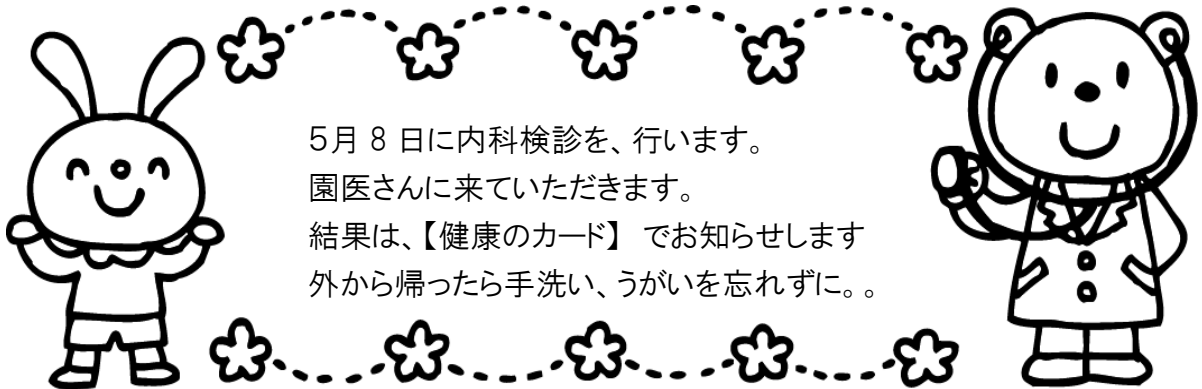 5月 8 日に内科検診を、行います。
園医さんに来ていただきます。
結果は、【健康のカード】 でお知らせします
外から帰ったら手洗い、うがいを忘れずに。。